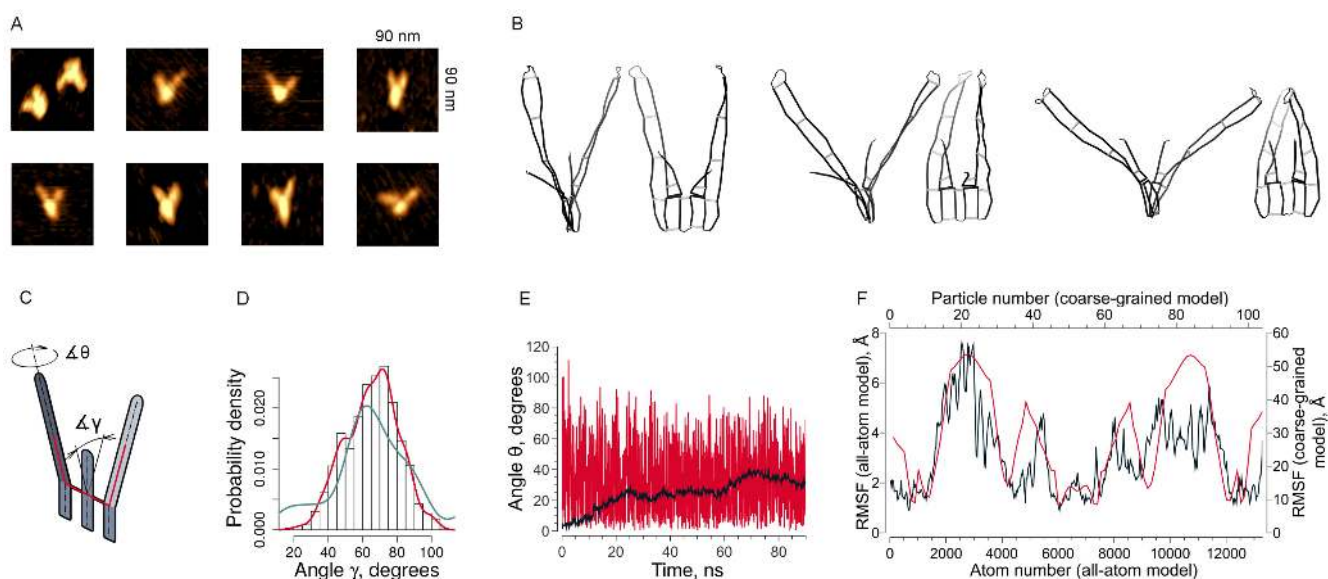 A
90 nm
90 nm
B
C
∡θ
∡γ
D
Probability density
0.000
0.010
0.020
20 40 60 80 100
Angle γ, degrees
E
Angle θ, degrees
120
100
80
60
40
20
0
0 20 40 60 80
Time, ns
F
Particle number (coarse-grained model)
0 20 40 60 80 100
RMSF (all-atom model), Å
8
6
4
2
0
60
50
40
30
20
10
0
RMSF (coarse-grained
model), Å
0 2000 4000 6000 8000 10000 12000
Atom number (all-atom model)